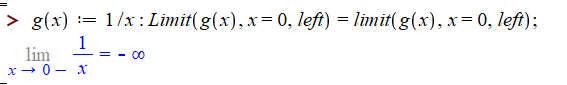 > g(x) := 1/x : Limit(g(x), x = 0, left) = limit(g(x), x = 0, left);
lim 1/x = - ∞
x → 0 -